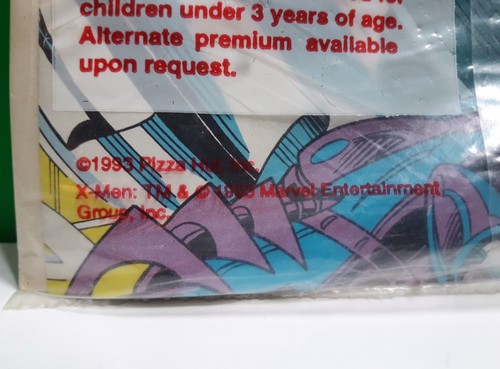 children under 3 years of age.
Alternate premium available
upon request.
©1993 Pizza Hut, Inc.
X-Men: TM & © 1993 Marvel Entertainment
Group, Inc.